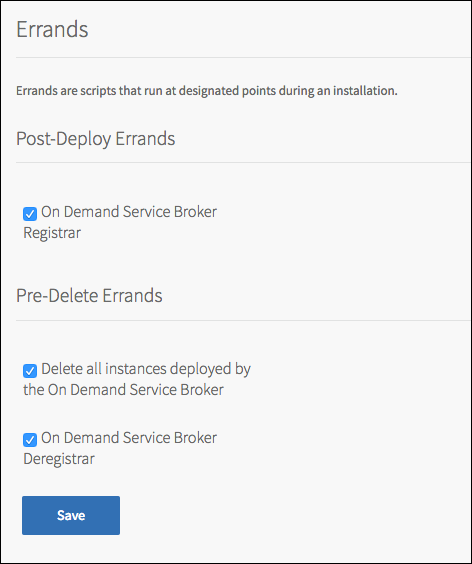 Errands
Errands are scripts that run at designated points during an installation.
Post-Deploy Errands
On Demand Service Broker
Registrar
Pre-Delete Errands
Delete all instances deployed by
the On Demand Service Broker
On Demand Service Broker
Deregistrar
Save